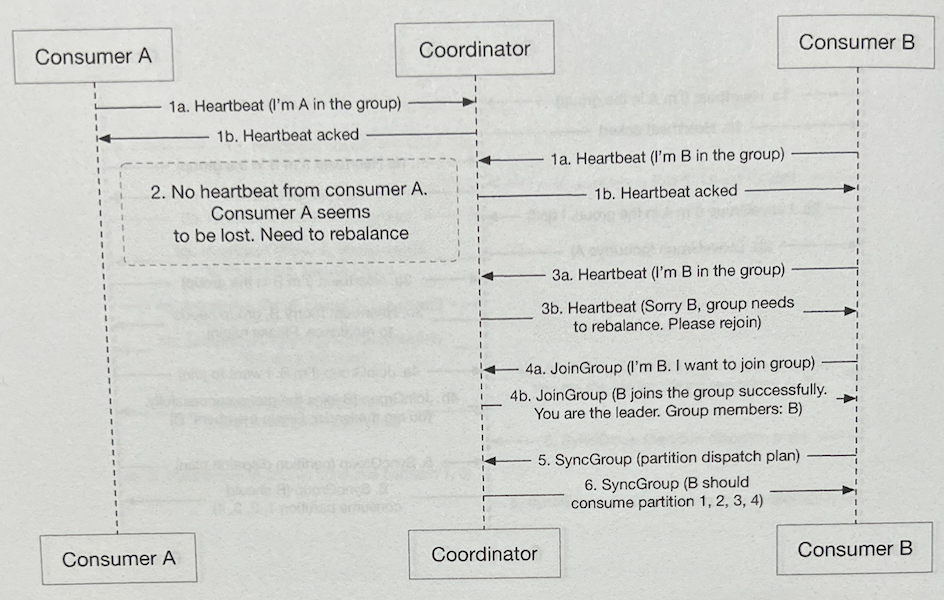 Consumer A
Coordinator
Consumer B
1a. Heartbeat (I'm A in the group)
1b. Heartbeat acked
1a. Heartbeat (I'm B in the group)
1b. Heartbeat acked
2. No heartbeat from consumer A.
Consumer A seems
to be lost. Need to rebalance
3a. Heartbeat (I'm B in the group)
3b. Heartbeat (Sorry B, group needs
to rebalance. Please rejoin)
4a. JoinGroup (I'm B. I want to join group)
4b. JoinGroup (B joins the group successfully.
You are the leader. Group members: B)
5. SyncGroup (partition dispatch plan)
6. SyncGroup (B should
consume partition 1, 2, 3, 4)
Consumer A
Coordinator
Consumer B